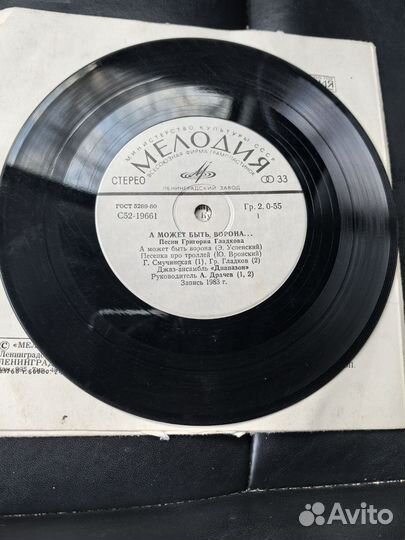 МИНИСТЕРСТВО КУЛЬТУРЫ СССР
МЕЛОДИЯ
ВСЕСОЮЗНАЯ ФИРМА ГРАМПЛАСТИНОК
СТЕРЕО
33
ЛЕНИНГРАДСКИЙ ЗАВОД
ГОСТ 5289-80
Гр. 2. 0-55
С52-19661
1
А МОЖЕТ БЫТЬ, ВОРОНА...
Песни Григория Гладкова
А может быть ворона (Э. Успенский)
Песенка про троллей (Ю. Вронский)
Г. Смучинская (1), Гр. Гладков (2)
Джаз-ансамбль «Диапазон»
Руководитель А. Драчев (1, 2)
Запись 1983 г.
© «МЕЛ
Ленинград
ЛЕНИНГРА
Avito